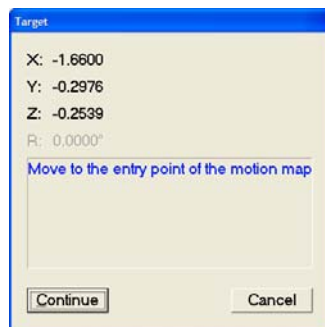 Target
X: -1.6600
Y: -0.2976
Z: -0.2539
R: 0.0000°
Move to the entry point of the motion map
Continue
Cancel